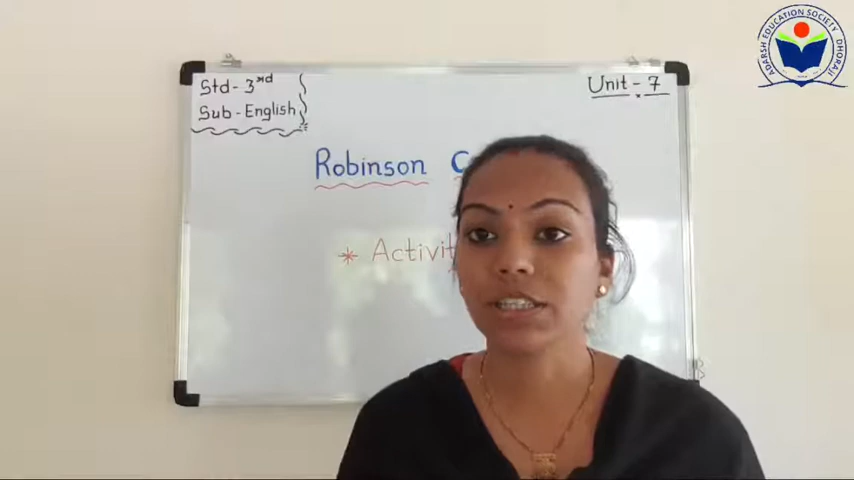 Std - 3rd
Sub - English
Unit - 7
Robinson
* Activit
ADARSH EDUCATION SOCIETY DHORAJI